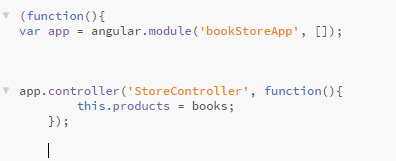 (function(){
var app = angular.module('bookStoreApp', []);
app.controller('StoreController', function(){
this.products = books;
});